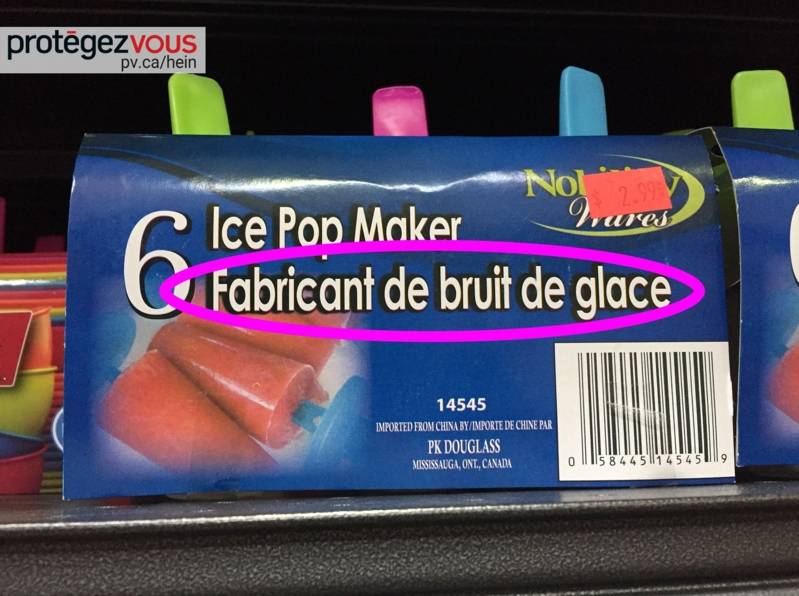 protégezvous
pv.ca/hein
$ 2.99
Wares
6
Ice Pop Maker
Fabricant de bruit de glace
14545
IMPORTED FROM CHINA BY/IMPORTE DE CHINE PAR
PK DOUGLASS
MISSISSAUGA, ONT., CANADA
0 58445 14545 9